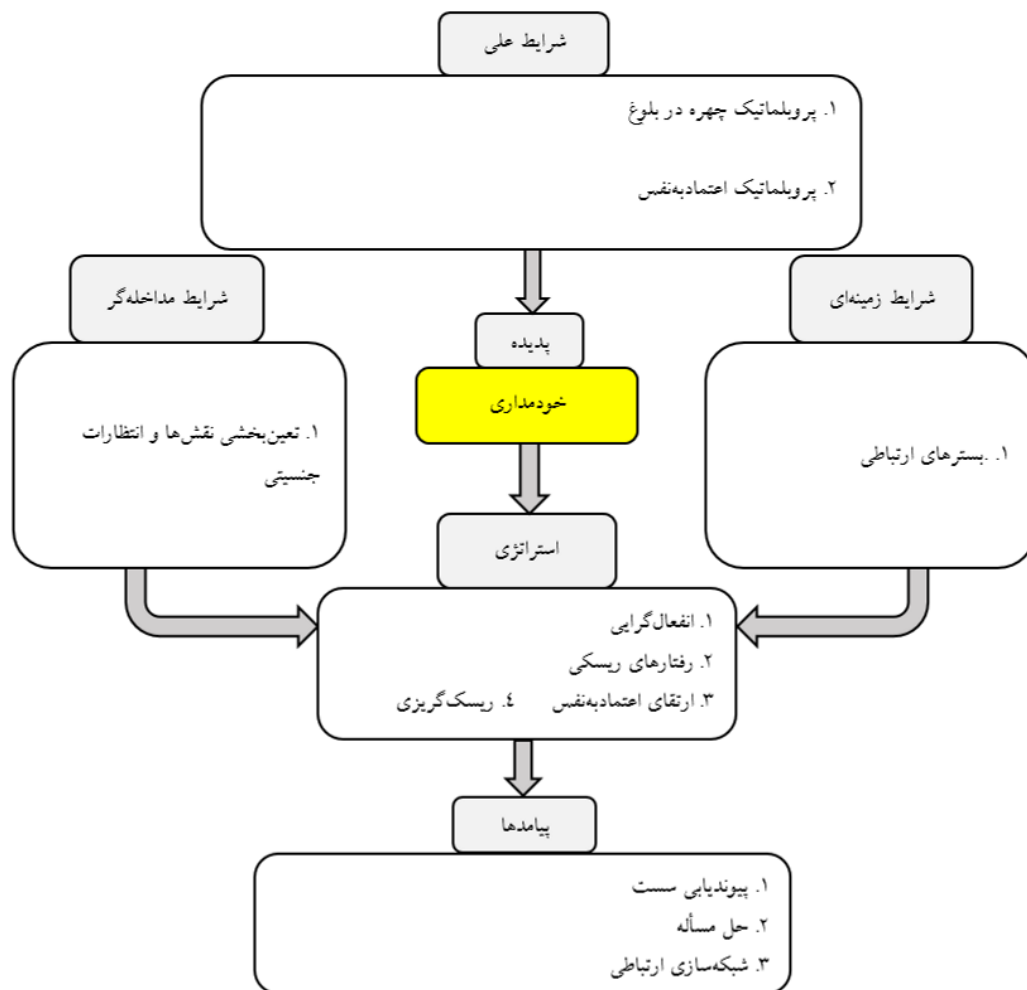 شرایط علی
۱. پروبلماتیک چهره در بلوغ
۲. پروبلماتیک اعتمادبه‌نفس
شرایط زمینه‌ای
۱. .بسترهای ارتباطی
پدیده
خودمداری
شرایط مداخله‌گر
۱. تعین‌بخشی نقش‌ها و انتظارات
جنسیتی
استراتژی
۱. انفعال‌گرایی
۲. رفتارهای ریسکی
۳. ارتقای اعتمادبه‌نفس ٤. ریسک‌گریزی
پیامدها
۱. پیوندیابی سست
۲. حل مسأله
۳. شبکه‌سازی ارتباطی